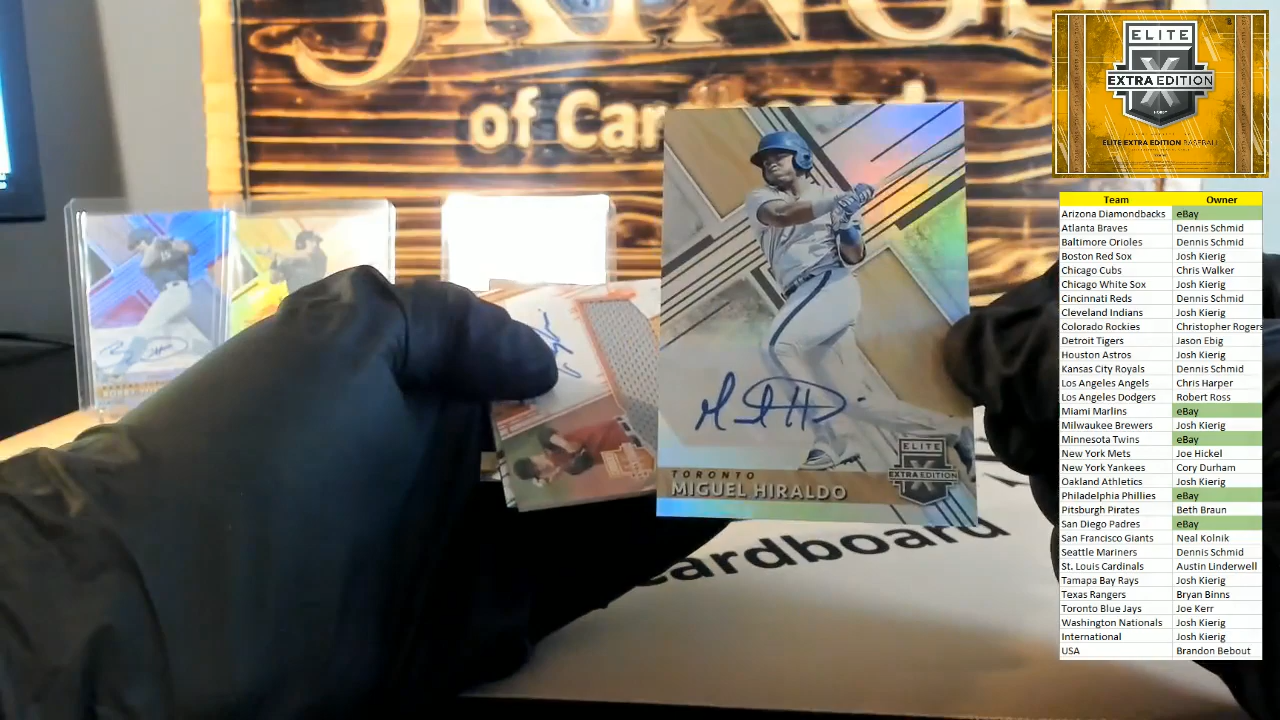 of Car
TORONTO
MIGUEL HIRALDO
ELITE
X
EXTRA EDITION
cardboard
ELITE
EXTRA EDITION
X
ELITE EXTRA EDITION BASEBALL
Team Owner
Arizona Diamondbacks eBay
Atlanta Braves Dennis Schmid
Baltimore Orioles Dennis Schmid
Boston Red Sox Josh Kierig
Chicago Cubs Chris Walker
Chicago White Sox Josh Kierig
Cincinnati Reds Dennis Schmid
Cleveland Indians Josh Kierig
Colorado Rockies Christopher Rogers
Detroit Tigers Jason Ebig
Houston Astros Josh Kierig
Kansas City Royals Dennis Schmid
Los Angeles Angels Chris Harper
Los Angeles Dodgers Robert Ross
Miami Marlins eBay
Milwaukee Brewers Josh Kierig
Minnesota Twins eBay
New York Mets Joe Hickel
New York Yankees Cory Durham
Oakland Athletics Josh Kierig
Philadelphia Phillies eBay
Pitsburgh Pirates Beth Braun
San Diego Padres eBay
San Francisco Giants Neal Kolnik
Seattle Mariners Dennis Schmid
St. Louis Cardinals Austin Linderwell
Tamapa Bay Rays Josh Kierig
Texas Rangers Bryan Binns
Toronto Blue Jays Joe Kerr
Washington Nationals Josh Kierig
International Josh Kierig
USA Brandon Bebout